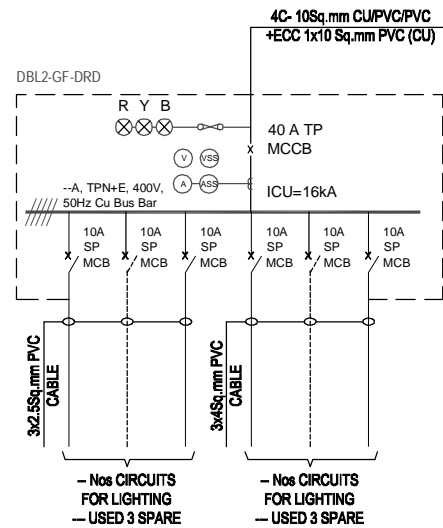 4C- 10Sq.mm CU/PVC/PVC
+ECC 1x10 Sq.mm PVC (CU)
DBL2-GF-DRD
R Y B
40 A TP
MCCB
V VSS
A ASS
ICU=16kA
--A, TPN+E, 400V,
50Hz Cu Bus Bar
10A
SP
MCB
10A
SP
MCB
10A
SP
MCB
10A
SP
MCB
10A
SP
MCB
10A
SP
MCB
3x2.5Sq.mm PVC
CABLE
3x4Sq.mm PVC
CABLE
-- Nos CIRCUITS
FOR LIGHTING
--- USED 3 SPARE
-- Nos CIRCUITS
FOR LIGHTING
--- USED 3 SPARE